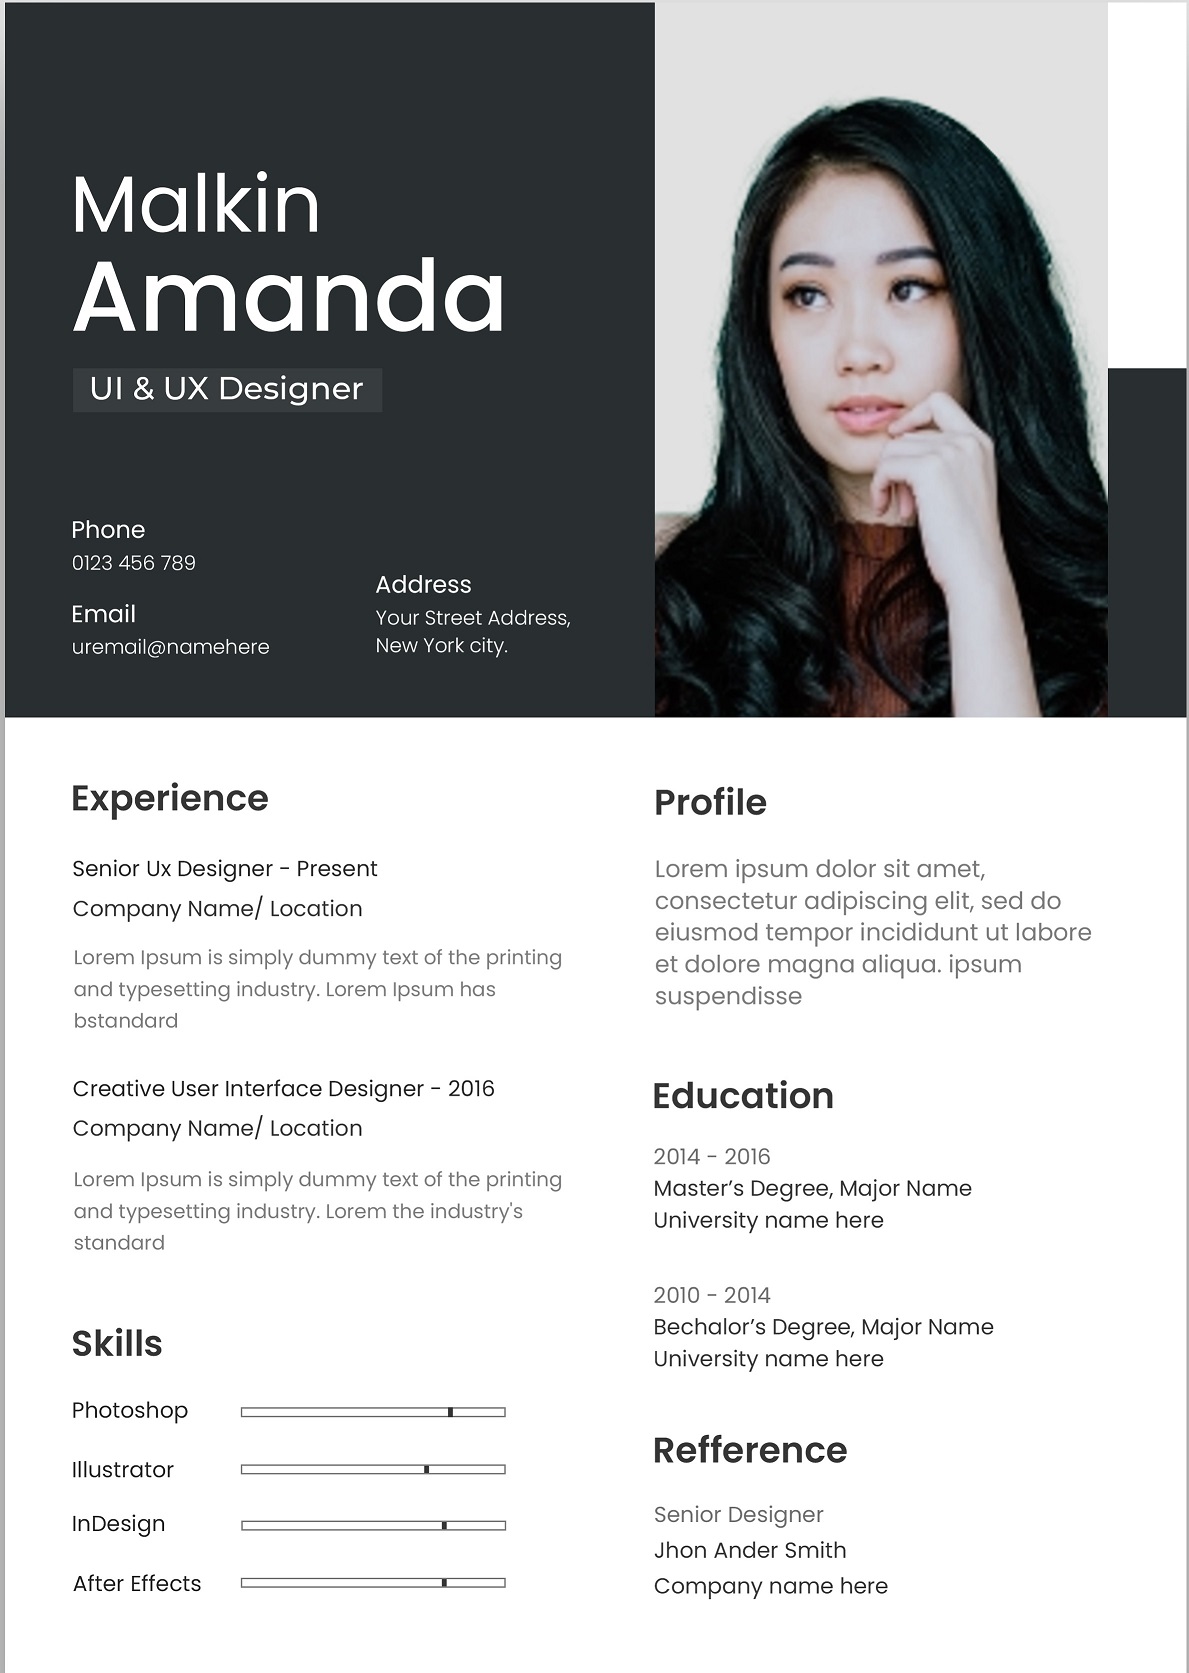 Malkin
Amanda
UI & UX Designer
Phone
0123 456 789
Email
uremail@namehere
Address
Your Street Address,
New York city.
Experience
Senior Ux Designer - Present
Company Name/ Location
Lorem Ipsum is simply dummy text of the printing
and typesetting industry. Lorem Ipsum has
bstandard
Creative User Interface Designer - 2016
Company Name/ Location
Lorem Ipsum is simply dummy text of the printing
and typesetting industry. Lorem the industry's
standard
Skills
Photoshop
Illustrator
InDesign
After Effects
Profile
Lorem ipsum dolor sit amet,
consectetur adipiscing elit, sed do
eiusmod tempor incididunt ut labore
et dolore magna aliqua. ipsum
suspendisse
Education
2014 - 2016
Master’s Degree, Major Name
University name here
2010 - 2014
Bechalor’s Degree, Major Name
University name here
Refference
Senior Designer
Jhon Ander Smith
Company name here